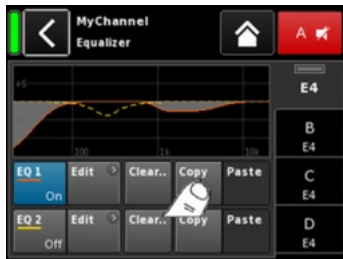 MyChannel
Equalizer
A
+6
100
1k
10k
E4
B
E4
C
E4
D
E4
EQ 1
On
Edit
Clear..
Copy
Paste
EQ 2
Off
Edit
Clear..
Copy
Paste